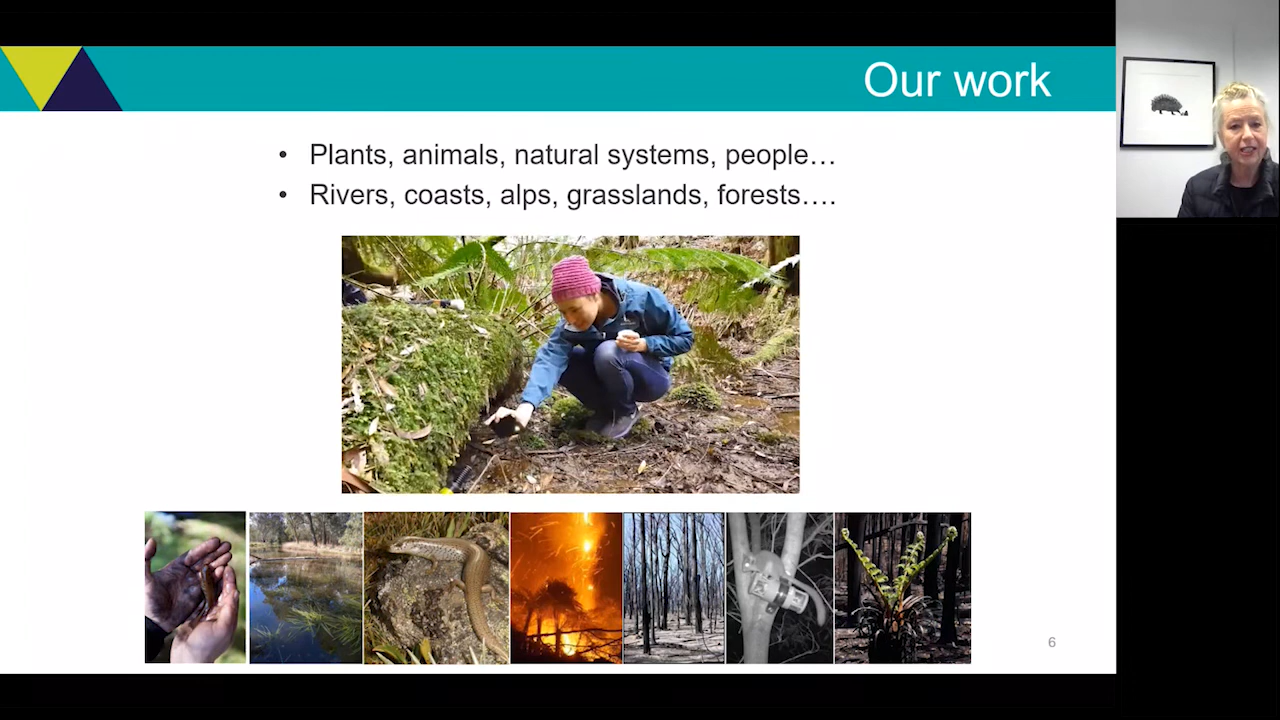 Our work
• Plants, animals, natural systems, people…
• Rivers, coasts, alps, grasslands, forests….
6